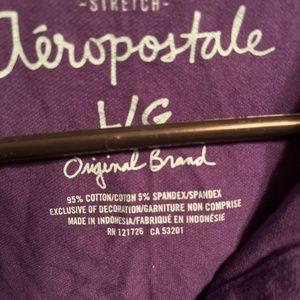 -STRETCH-
Aéropostale
L/G
Original Brand
95% COTTON/COTON 5% SPANDEX/SPANDEX
EXCLUSIVE OF DECORATION/GARNITURE NON COMPRISE
MADE IN INDONESIA/FABRIQUÉ EN INDONÉSIE
RN 121726 CA 53201